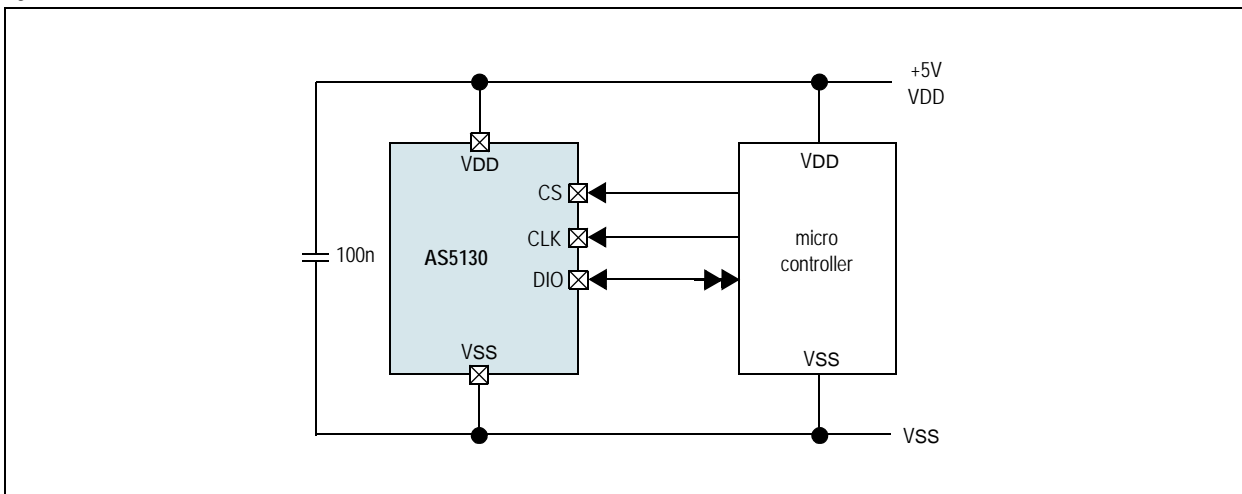 +5V
VDD
VDD
VDD
CS
CLK
micro
controller
100n
AS5130
DIO
VSS
VSS
VSS